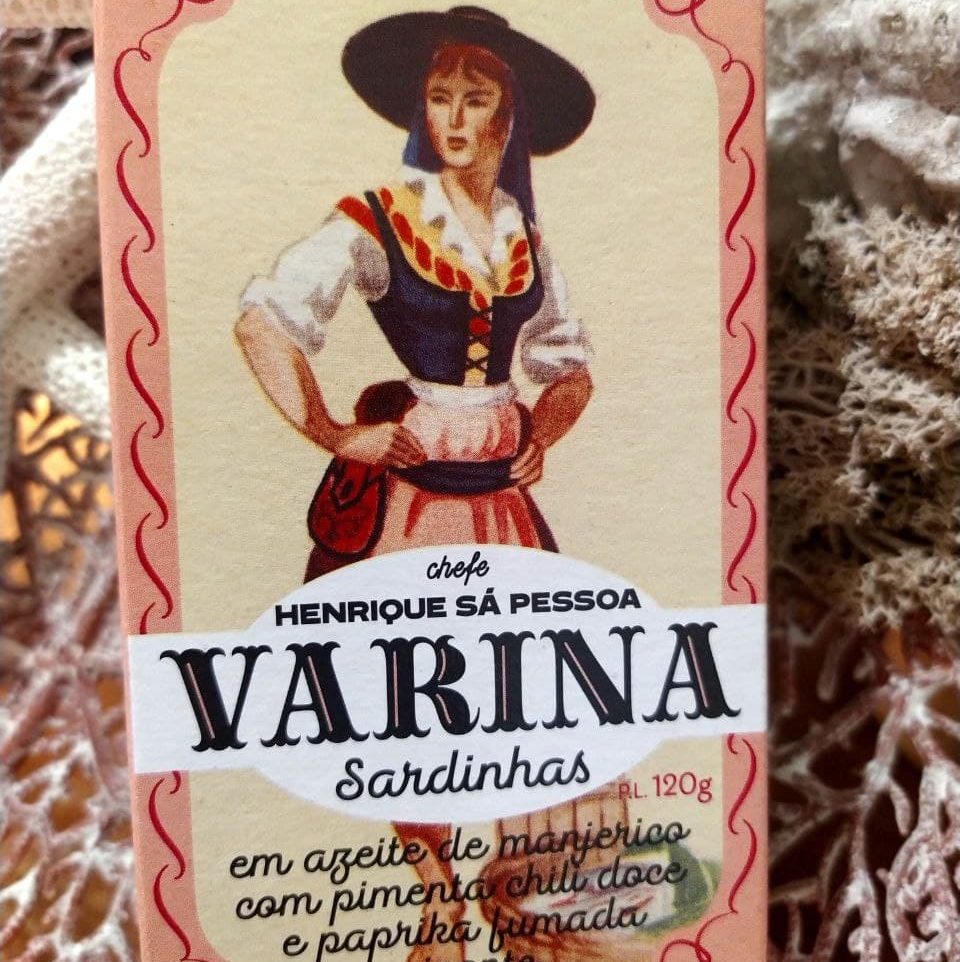 chefe
HENRIQUE SÁ PESSOA
VARINA
Sardinhas
P.L. 120g
em azeite de manjerico
com pimenta chili doce
e paprika fumada